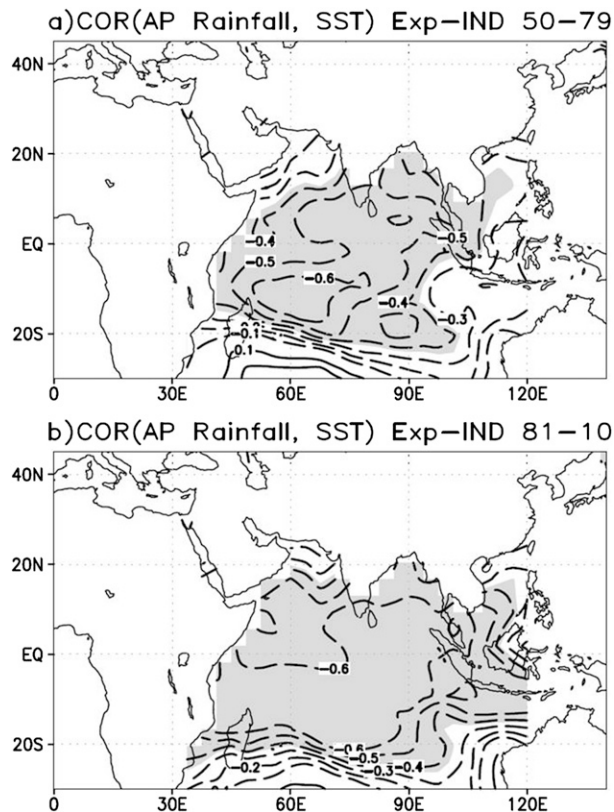 a)COR(AP Rainfall, SST) Exp-IND 50-79
40N
20N
-0.4
-0.5
EQ
-0.5
-0.6
-0.4
-0.3
20S
-0.1
0.1
0
30E
60E
90E
120E
b)COR(AP Rainfall, SST) Exp-IND 81-10
40N
20N
EQ
-0.6
20S
-0.6
-0.5
-0.2
-0.3
-0.4
0
30E
60E
90E
120E